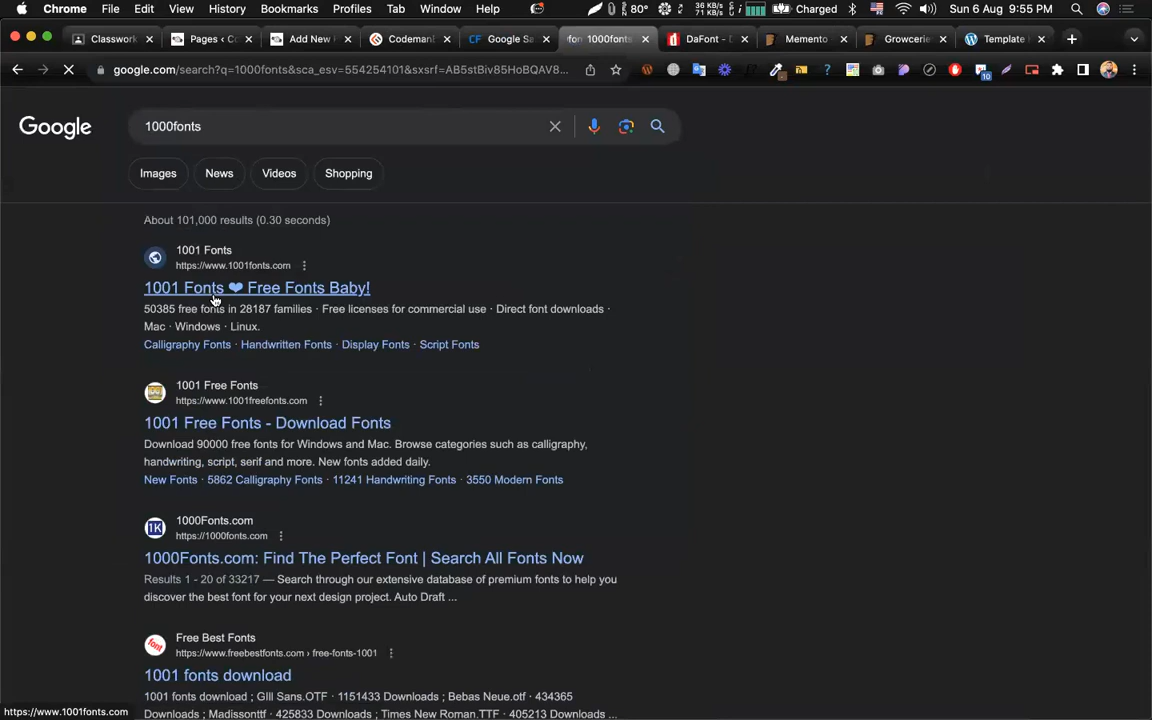 Chrome File Edit View History Bookmarks Profiles Tab Window Help 80° 36 KB/s 71 KB/s Charged Sun 6 Aug 9:55 PM
Classwork Pages ‹ Co Add New Codeman Google Sa 1000fonts DaFont - D Memento Growcerie Template
google.com/search?q=1000fonts&sca_esv=554254101&sxsrf=AB5stBiv85HoBQAV8... 10
Google 1000fonts
Images News Videos Shopping
About 101,000 results (0.30 seconds)
1001 Fonts
https://www.1001fonts.com
1001 Fonts ❤ Free Fonts Baby!
50385 free fonts in 28187 families · Free licenses for commercial use · Direct font downloads ·
Mac · Windows · Linux.
Calligraphy Fonts · Handwritten Fonts · Display Fonts · Script Fonts
1001 Free Fonts
https://www.1001freefonts.com
1001 Free Fonts - Download Fonts
Download 90000 free fonts for Windows and Mac. Browse categories such as calligraphy,
handwriting, script, serif and more. New fonts added daily.
New Fonts · 5862 Calligraphy Fonts · 11241 Handwriting Fonts · 3550 Modern Fonts
1K 1000Fonts.com
https://1000fonts.com
1000Fonts.com: Find The Perfect Font | Search All Fonts Now
Results 1 - 20 of 33217 — Search through our extensive database of premium fonts to help you
discover the best font for your next design project. Auto Draft ...
font Free Best Fonts
https://www.freebestfonts.com › free-fonts-1001
1001 fonts download
1001 fonts download ; GIll Sans.OTF · 1151433 Downloads ; Bebas Neue.otf · 434365
Downloads ; Madissonttf · 425833 Downloads ; Times New Roman.TTF · 405213 Downloads ...
https://www.1001fonts.com